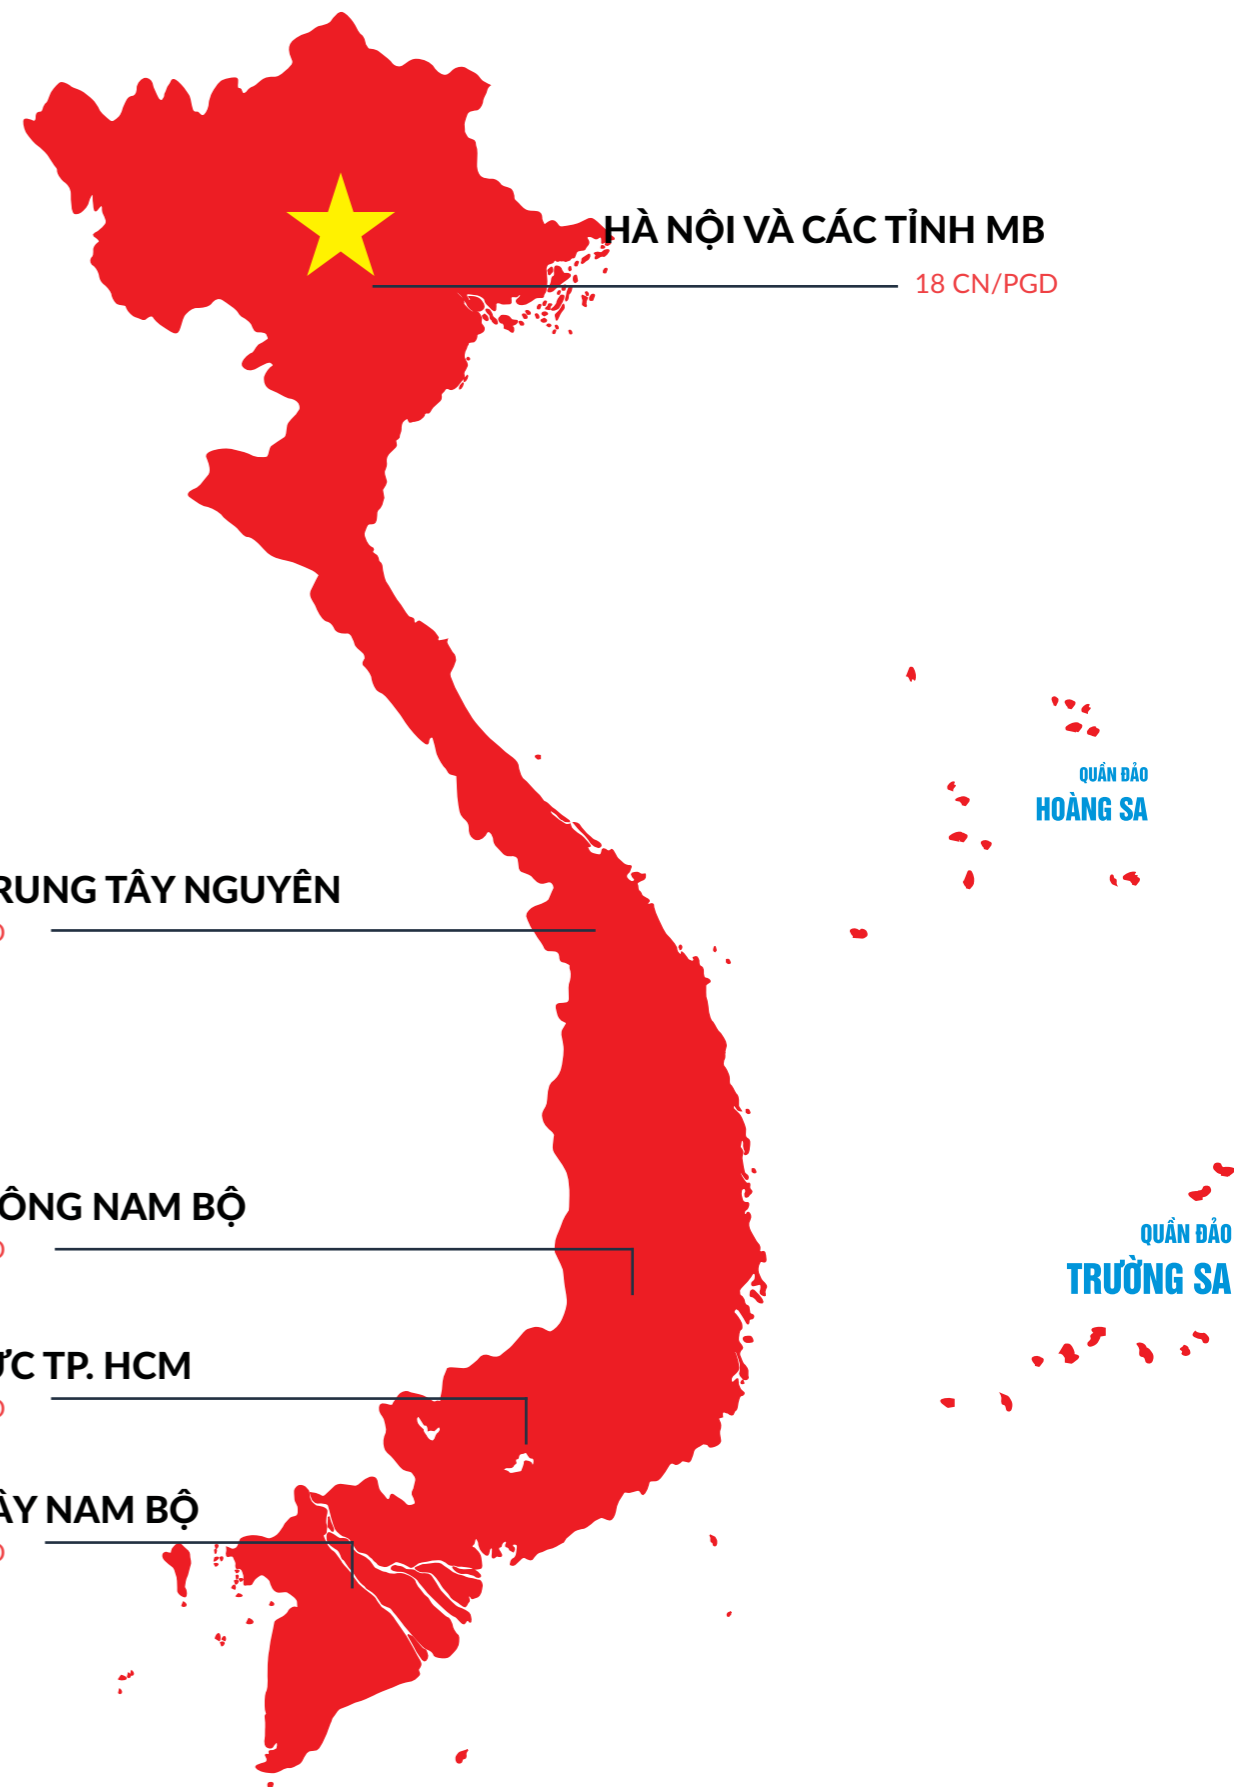 HÀ NỘI VÀ CÁC TỈNH MB
18 CN/PGD
QUẦN ĐẢO
HOÀNG SA
RUNG TÂY NGUYÊN
D
ÔNG NAM BỘ
D
QUẦN ĐẢO
TRƯỜNG SA
ỰC TP. HCM
D
ÂY NAM BỘ
D